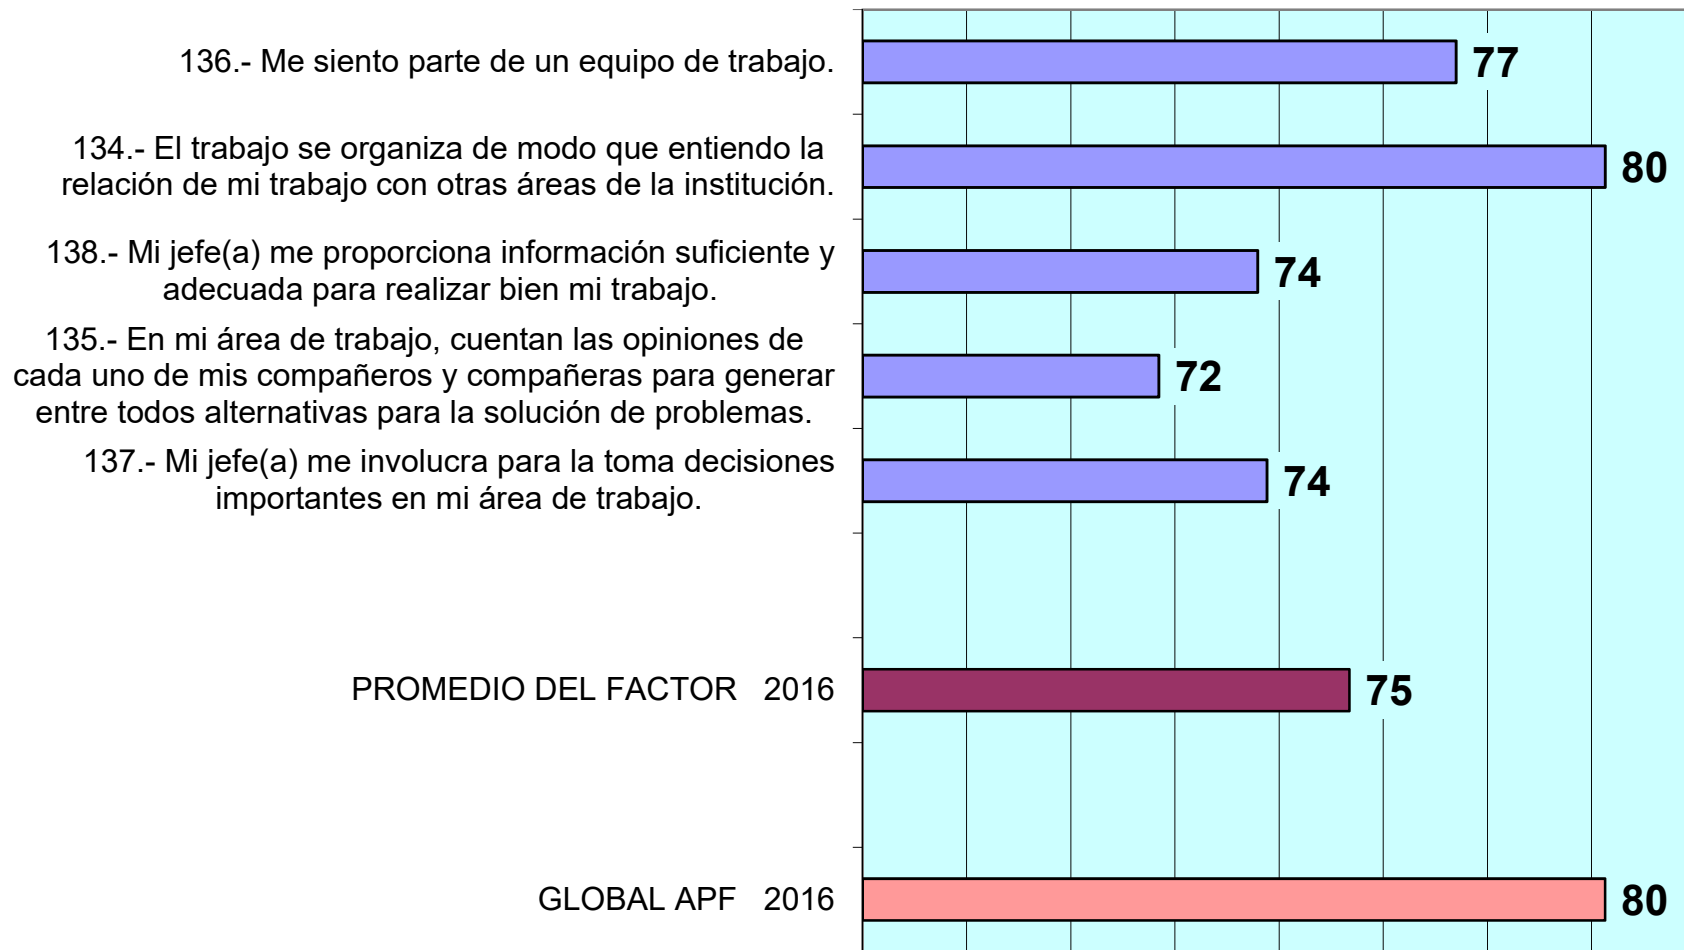 136.- Me siento parte de un equipo de trabajo.
77
134.- El trabajo se organiza de modo que entiendo la
relación de mi trabajo con otras áreas de la institución.
80
138.- Mi jefe(a) me proporciona información suficiente y
adecuada para realizar bien mi trabajo.
74
135.- En mi área de trabajo, cuentan las opiniones de
cada uno de mis compañeros y compañeras para generar
entre todos alternativas para la solución de problemas.
72
137.- Mi jefe(a) me involucra para la toma decisiones
importantes en mi área de trabajo.
74
PROMEDIO DEL FACTOR 2016
75
GLOBAL APF 2016
80